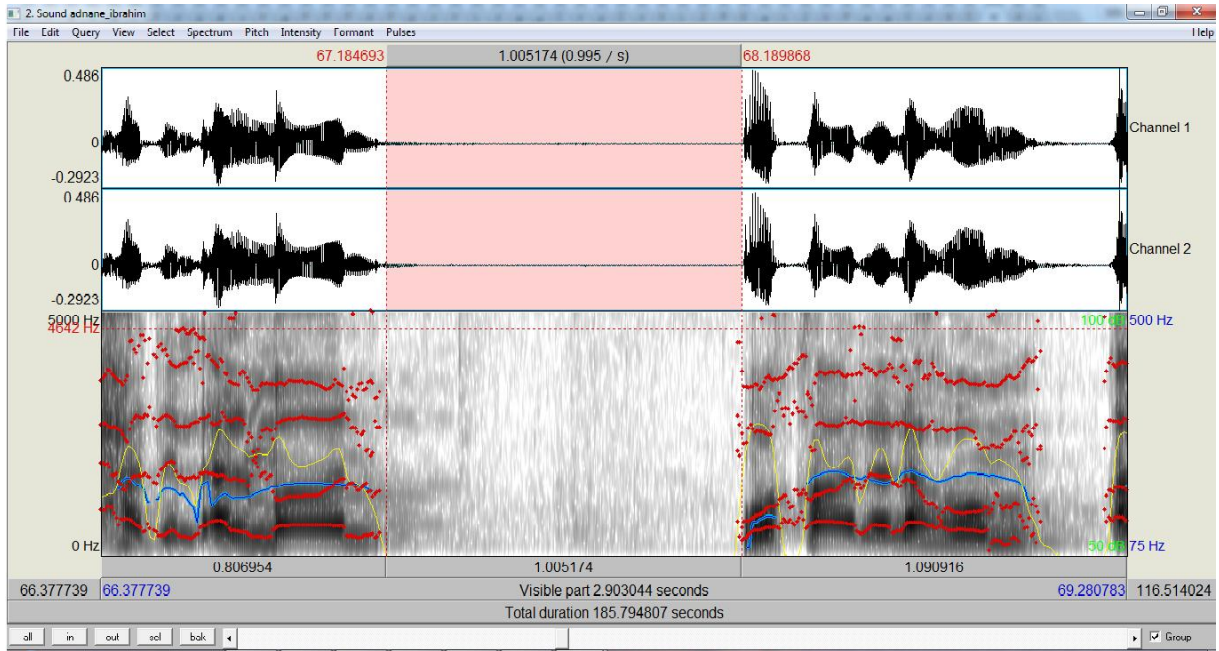 2. Sound adnane_ibrahim
File Edit Query View Select Spectrum Pitch Intensity Formant Pulses Help
67.184693 1.005174 (0.995 / s) 68.189868
0.486
0
-0.2923
Channel 1
0.486
0
-0.2923
Channel 2
5000 Hz 100 dB 500 Hz
4642 Hz
0 Hz 50 dB 75 Hz
0.806954 1.005174 1.090916
66.377739 66.377739 Visible part 2.903044 seconds 69.280783 116.514024
Total duration 185.794807 seconds
all in out sel bak Group